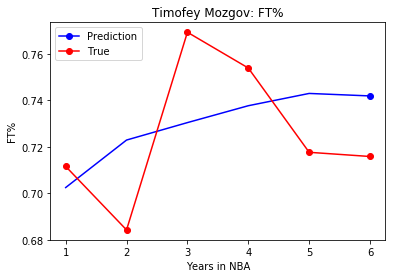 Timofey Mozgov: FT%
Prediction
True
0.76
0.74
0.72
0.70
0.68
FT%
1 2 3 4 5 6
Years in NBA